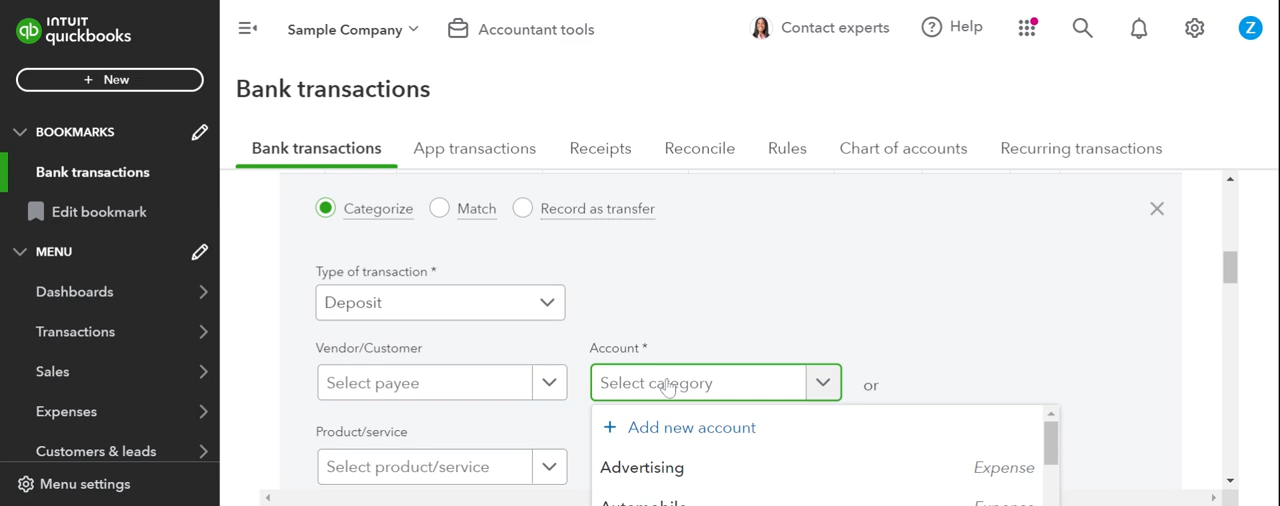 INTUIT
quickbooks
+ New
BOOKMARKS
Bank transactions
Edit bookmark
MENU
Dashboards
Transactions
Sales
Expenses
Customers & leads
Menu settings
Sample Company
Accountant tools
Contact experts
Help
Z
Bank transactions
Bank transactions App transactions Receipts Reconcile Rules Chart of accounts Recurring transactions
Categorize Match Record as transfer
Type of transaction *
Deposit
Vendor/Customer Account *
Select payee Select category or
+ Add new account
Product/service
Select product/service
Advertising Expense
Automobile Expense